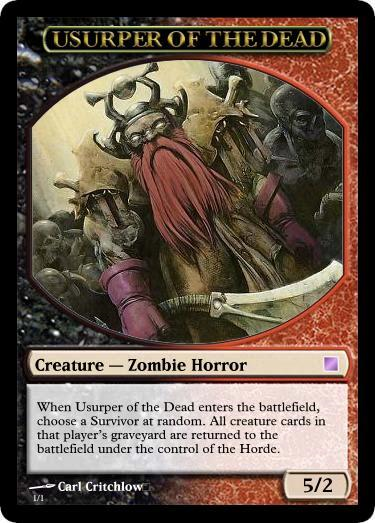 USURPER OF THE DEAD
Creature — Zombie Horror
When Usurper of the Dead enters the battlefield,
choose a Survivor at random. All creature cards in
that player's graveyard are returned to the
battlefield under the control of the Horde.
5/2
Carl Critchlow
1/1